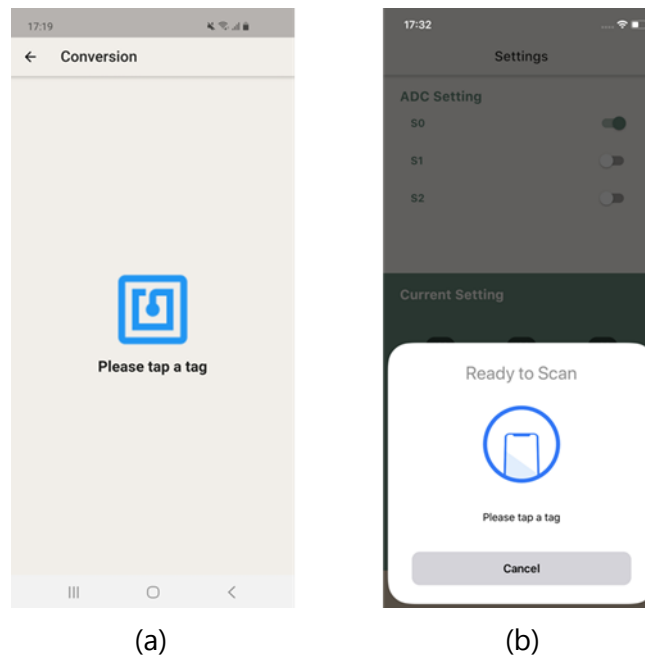 17:19
Conversion
Please tap a tag
(a)
17:32
Settings
ADC Setting
S0
S1
S2
Current Setting
Ready to Scan
Please tap a tag
Cancel
(b)